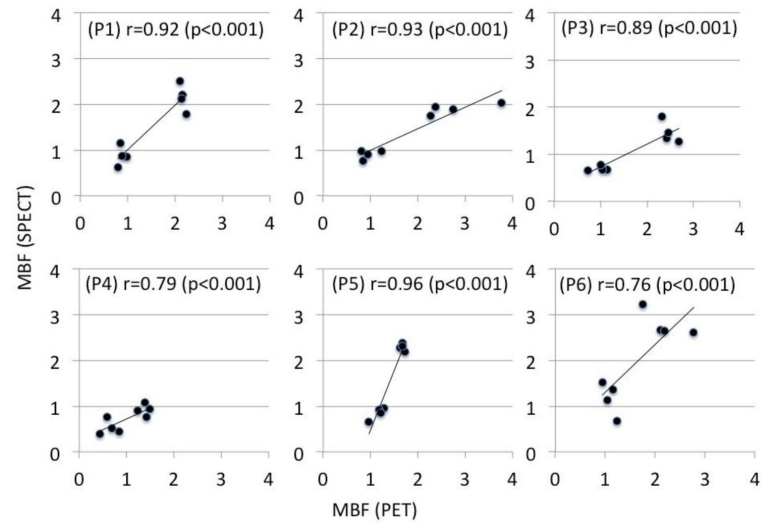 (P1) r=0.92 (p<0.001)
4
3
2
1
0
0 1 2 3 4
(P2) r=0.93 (p<0.001)
4
3
2
1
0
0 1 2 3 4
(P3) r=0.89 (p<0.001)
4
3
2
1
0
0 1 2 3 4
MBF (SPECT)
(P4) r=0.79 (p<0.001)
4
3
2
1
0
0 1 2 3 4
(P5) r=0.96 (p<0.001)
4
3
2
1
0
0 1 2 3 4
(P6) r=0.76 (p<0.001)
4
3
2
1
0
0 1 2 3 4
MBF (PET)